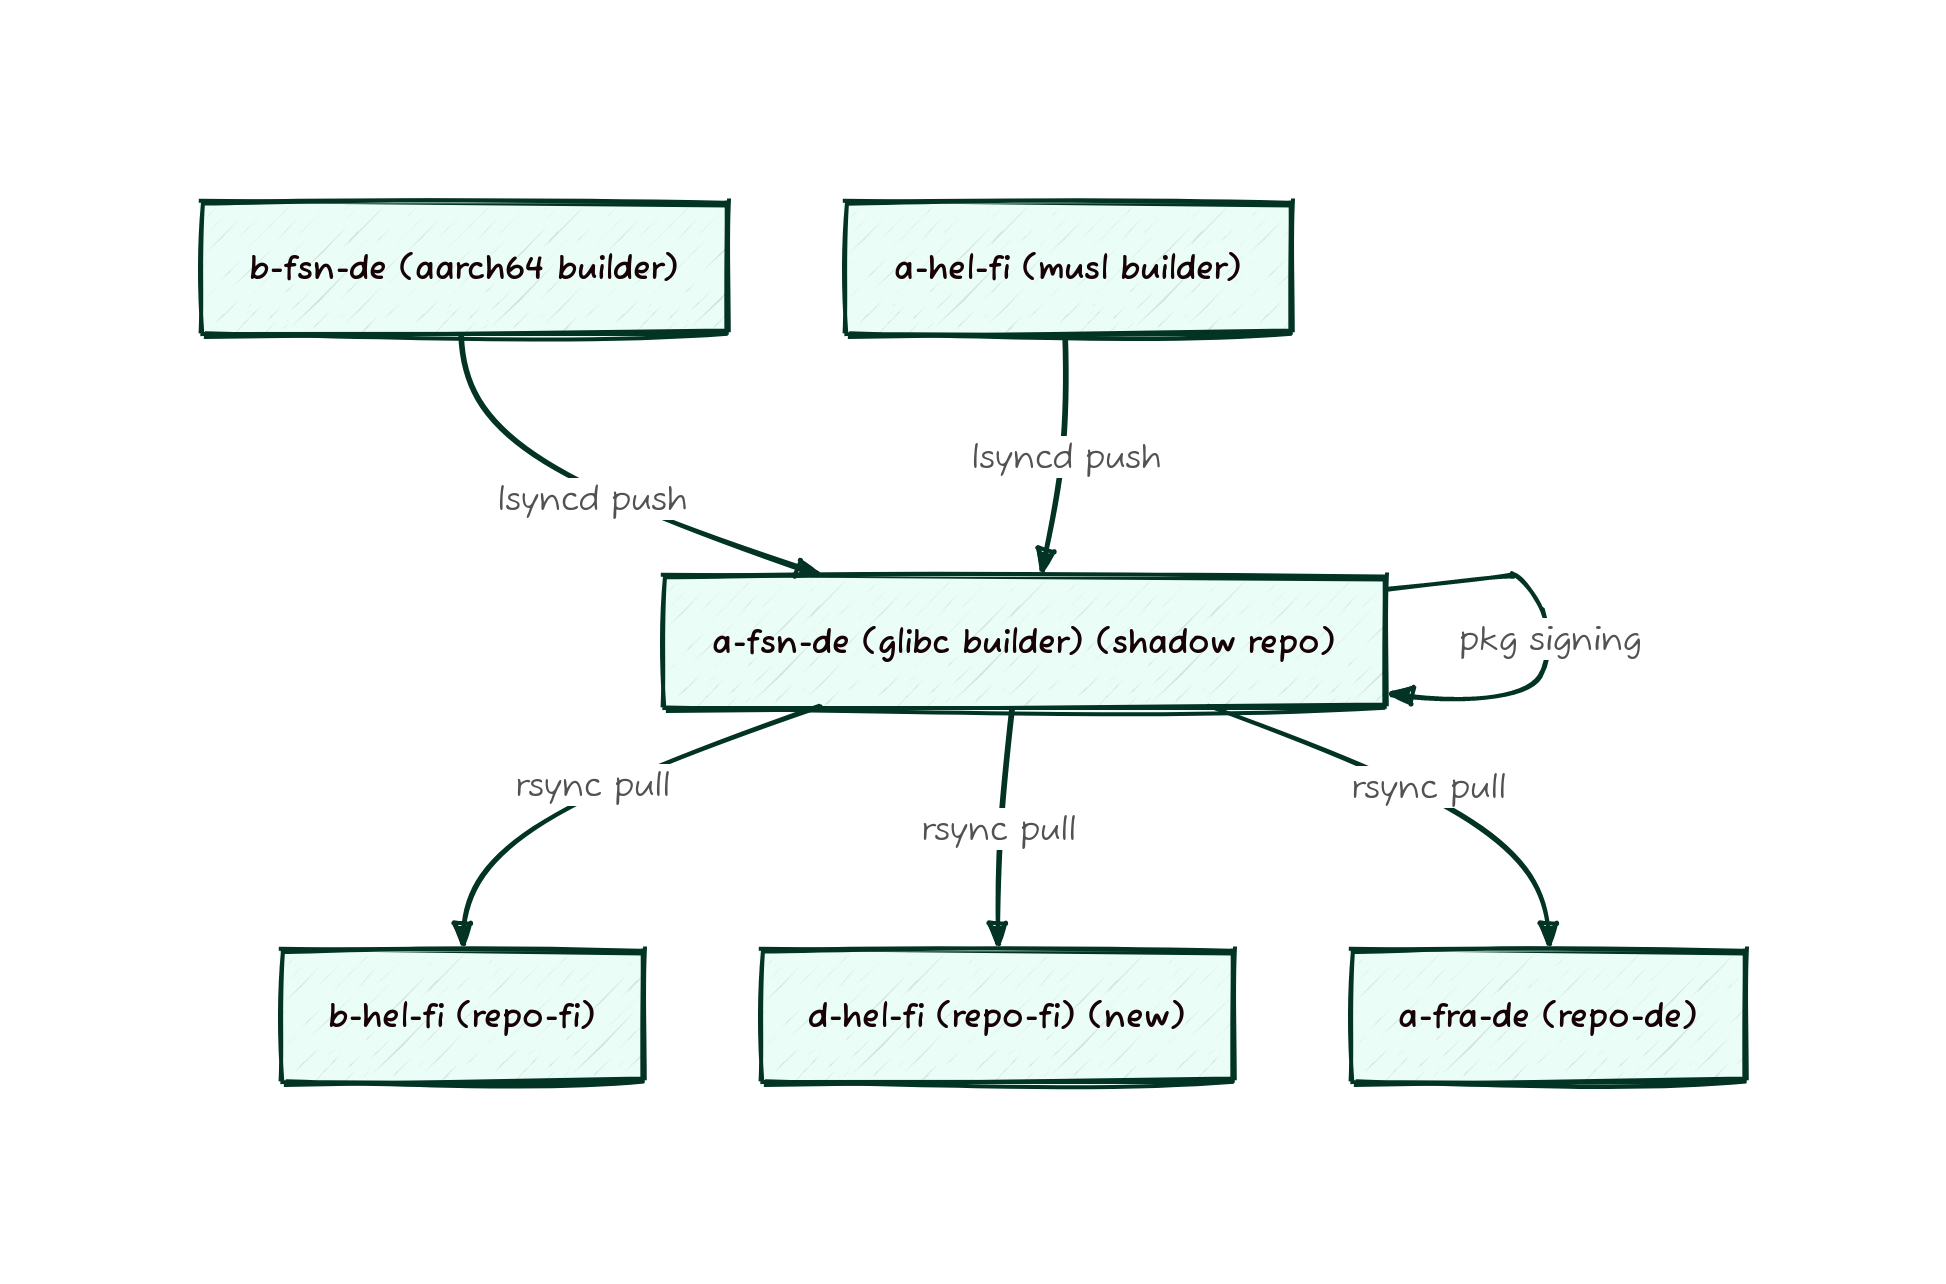 b-fsn-de (aarch64 builder)
a-hel-fi (musl builder)
lsyncd push
lsyncd push
a-fsn-de (glibc builder) (shadow repo)
pkg signing
rsync pull
rsync pull
rsync pull
b-hel-fi (repo-fi)
d-hel-fi (repo-fi) (new)
a-fra-de (repo-de)